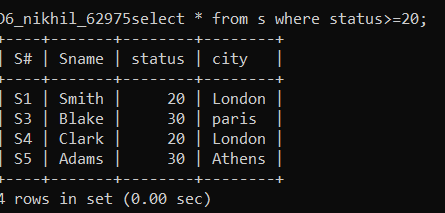 D6_nikhil_62975select * from s where status>=20;
+----+-------+--------+--------+
| S# | Sname | status | city   |
+----+-------+--------+--------+
| S1 | Smith |     20 | London |
| S3 | Blake |     30 | paris  |
| S4 | Clark |     20 | London |
| S5 | Adams |     30 | Athens |
+----+-------+--------+--------+
4 rows in set (0.00 sec)